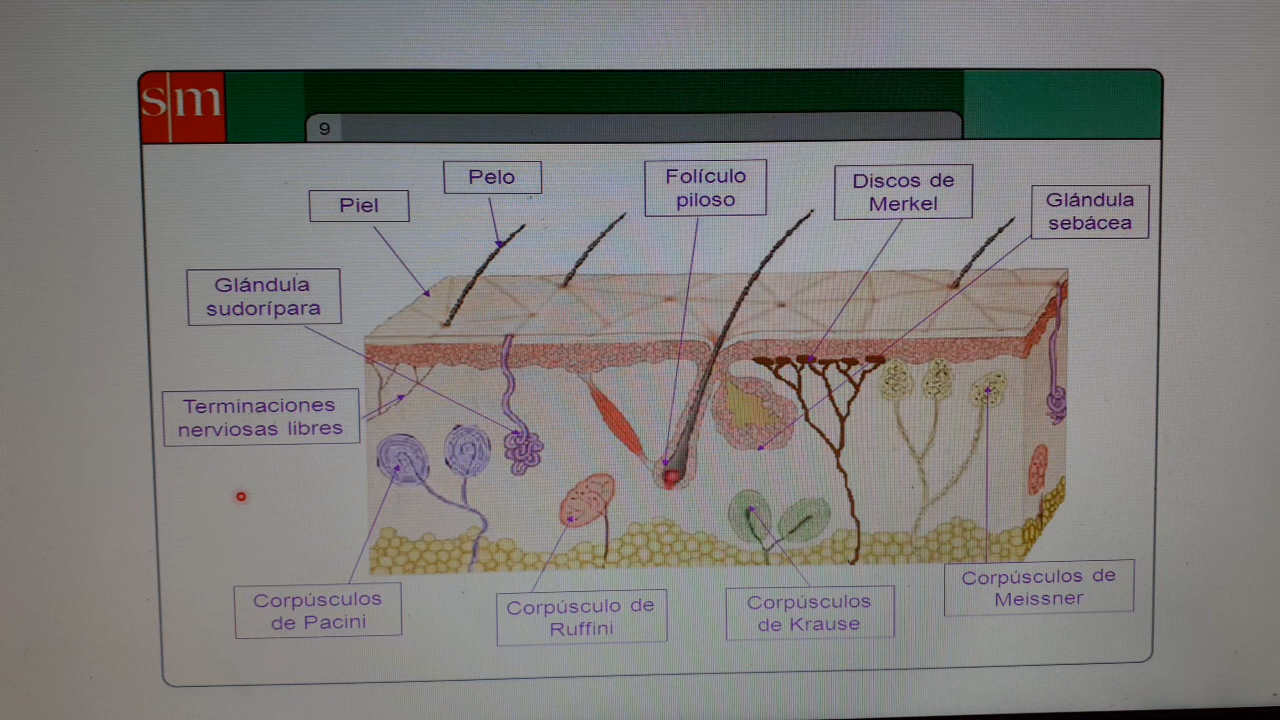 sm
9
Pelo
Folículo
piloso
Discos de
Merkel
Glándula
sebácea
Piel
Glándula
sudorípara
Terminaciones
nerviosas libres
Corpúsculos
de Pacini
Corpúsculo de
Ruffini
Corpúsculos
de Krause
Corpúsculos de
Meissner